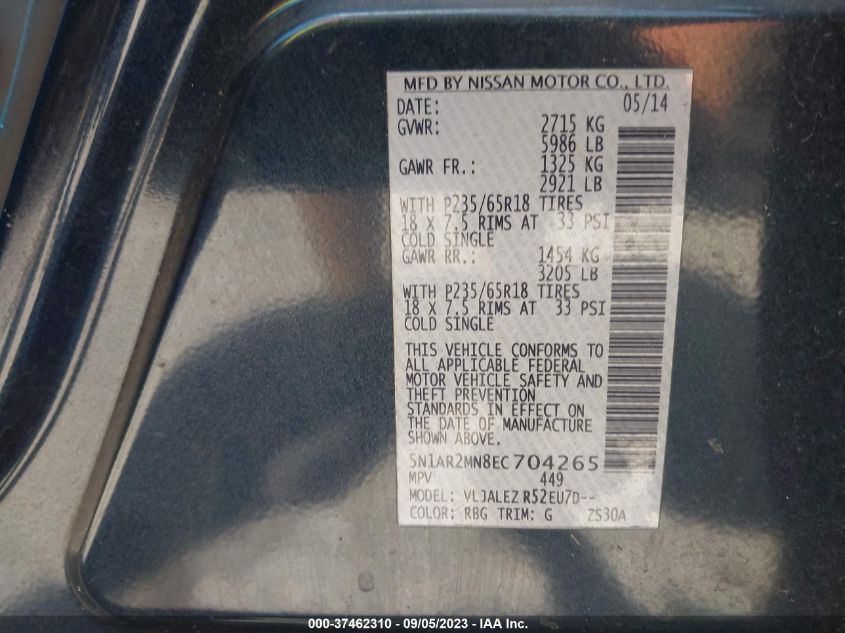 MFD BY NISSAN MOTOR CO., LTD.
DATE: 05/14
GVWR: 2715 KG
5986 LB
GAWR FR.: 1325 KG
2921 LB
WITH P235/65R18 TIRES
18 X 7.5 RIMS AT 33 PSI
COLD SINGLE
GAWR RR.: 1454 KG
3205 LB
WITH P235/65R18 TIRES
18 X 7.5 RIMS AT 33 PSI
COLD SINGLE
THIS VEHICLE CONFORMS TO
ALL APPLICABLE FEDERAL
MOTOR VEHICLE SAFETY AND
THEFT PREVENTION
STANDARDS IN EFFECT ON
THE DATE OF MANUFACTURE
SHOWN ABOVE.
5N1AR2MN8EC704265
MPV 449
MODEL: VLJALEZ R52EU7D--
COLOR: RBG TRIM: G ZS30A
000-37462310 - 09/05/2023 - IAA Inc.